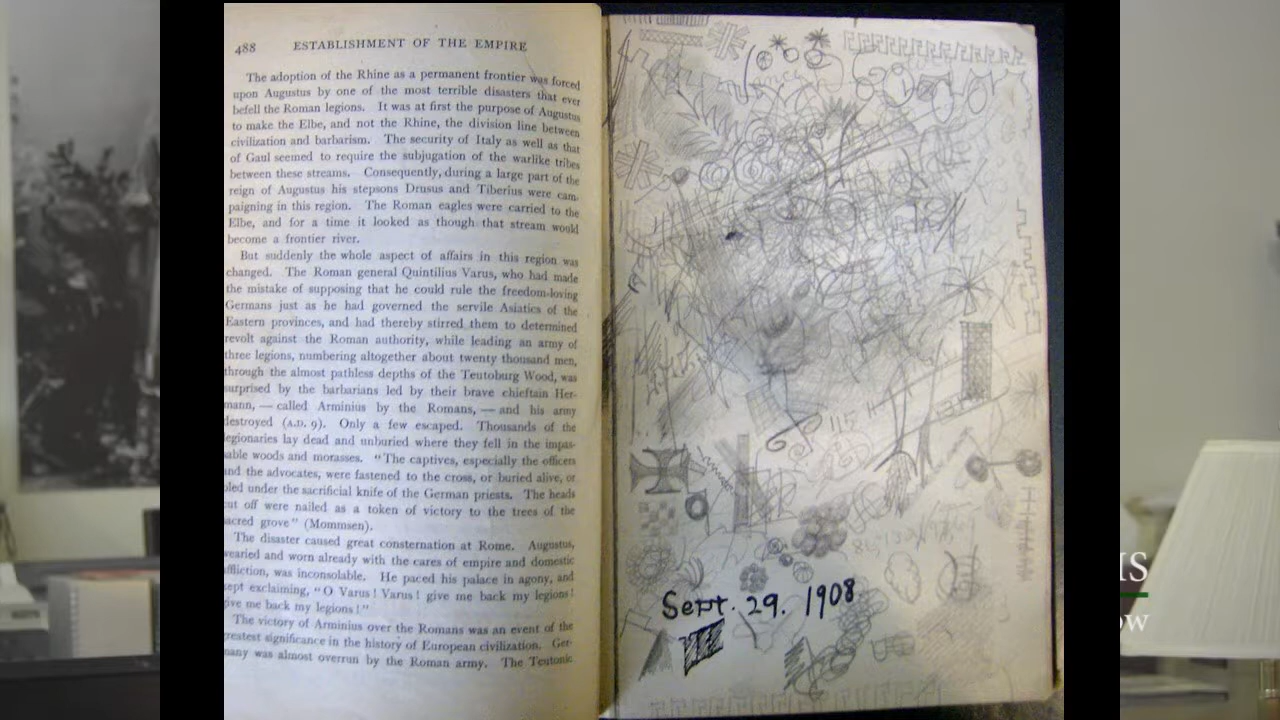 488 ESTABLISHMENT OF THE EMPIRE
The adoption of the Rhine as a permanent frontier was forced
upon Augustus by one of the most terrible disasters that ever
befell the Roman legions. It was at first the purpose of Augustus
to make the Elbe, and not the Rhine, the division line between
civilization and barbarism. The security of Italy as well as that
of Gaul seemed to require the subjugation of the warlike tribes
between these streams. Consequently, during a large part of the
reign of Augustus his stepsons Drusus and Tiberius were cam-
paigning in this region. The Roman eagles were carried to the
Elbe, and for a time it looked as though that stream would
become a frontier river.
But suddenly the whole aspect of affairs in this region was
changed. The Roman general Quintilius Varus, who had made
the mistake of supposing that he could rule the freedom-loving
Germans just as he had governed the servile Asiatics of the
Eastern provinces, and had thereby stirred them to determined
revolt against the Roman authority, while leading an army of
three legions, numbering altogether about twenty thousand men,
through the almost pathless depths of the Teutoburg Wood, was
surprised by the barbarians led by their brave chieftain Her-
mann, — called Arminius by the Romans, — and his army
destroyed (A.D. 9). Only a few escaped. Thousands of the
legionaries lay dead and unburied where they fell in the impas-
sable woods and morasses. "The captives, especially the officers
and the advocates, were fastened to the cross, or buried alive, or
bled under the sacrificial knife of the German priests. The heads
cut off were nailed as a token of victory to the trees of the
sacred grove" (Mommsen).
The disaster caused great consternation at Rome. Augustus,
wearied and worn already with the cares of empire and domestic
affliction, was inconsolable. He paced his palace in agony, and
kept exclaiming, "O Varus! Varus! give me back my legions!
give me back my legions!"
The victory of Arminius over the Romans was an event of the
greatest significance in the history of European civilization. Ger-
many was almost overrun by the Roman army. The Teutonic
Sept. 29. 1908